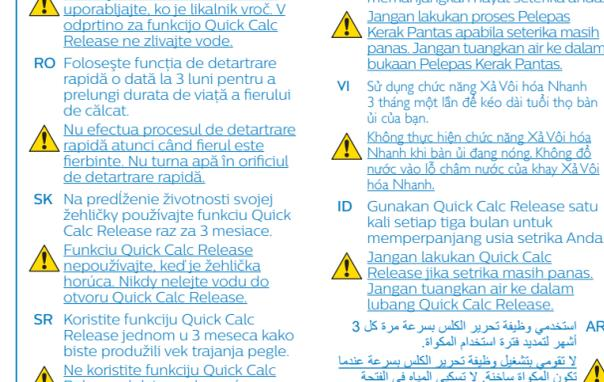 uporabljajte, ko je likalnik vroč. V
odprtino za funkcijo Quick Calc
Release ne zlivajte vode.
RO Folosește funcția de detartrare
rapidă o dată la 3 luni pentru a
prelungi durata de viață a fierului
de călcat.
Nu efectua procesul de detartrare
rapidă atunci când fierul este
fierbinte. Nu turna apă în orificiul
de detartrare rapidă.
SK Na predĺženie životnosti svojej
žehličky používajte funkciu Quick
Calc Release raz za 3 mesiace.
Funkciu Quick Calc Release
nepoužívajte, keď je žehlička
horúca. Nikdy nelejte vodu do
otvoru Quick Calc Release.
SR Koristite funkciju Quick Calc
Release jednom u 3 meseca kako
biste produžili vek trajanja pegle.
Ne koristite funkciju Quick Calc
Jangan lakukan proses Pelepas
Kerak Pantas apabila seterika masih
panas. Jangan tuangkan air ke dalam
bukaan Pelepas Kerak Pantas.
VI Sử dụng chức năng Xả Vôi hóa Nhanh
3 tháng một lần để kéo dài tuổi thọ bàn
ủi của bạn.
Không thực hiện chức năng Xả Vôi hóa
Nhanh khi bàn ủi đang nóng. Không đổ
nước vào lỗ châm nước của khay Xả Vôi
hóa Nhanh.
ID Gunakan Quick Calc Release satu
kali setiap tiga bulan untuk
memperpanjang usia setrika Anda.
Jangan lakukan Quick Calc
Release jika setrika masih panas.
Jangan tuangkan air ke dalam
lubang Quick Calc Release.
AR استخدمي وظيفة تحرير الكلس بسرعة مرة كل 3
أشهر لتمديد فترة استخدام المكواة.
لا تقومي بتشغيل وظيفة تحرير الكلس بسرعة عندما
تكون المكواة ساخنة. لا تسكبي المياه في الفتحة